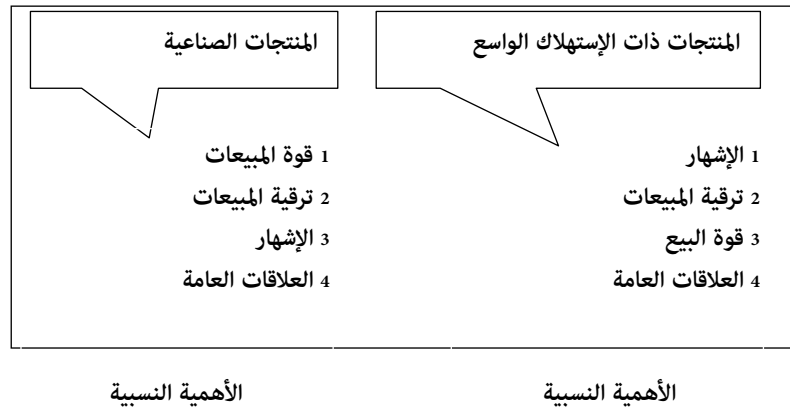 المنتجات ذات الإستهلاك الواسع
1 الإشهار
2 ترقية المبيعات
3 قوة البيع
4 العلاقات العامة
الأهمية النسبية
المنتجات الصناعية
1 قوة المبيعات
2 ترقية المبيعات
3 الإشهار
4 العلاقات العامة
الأهمية النسبية